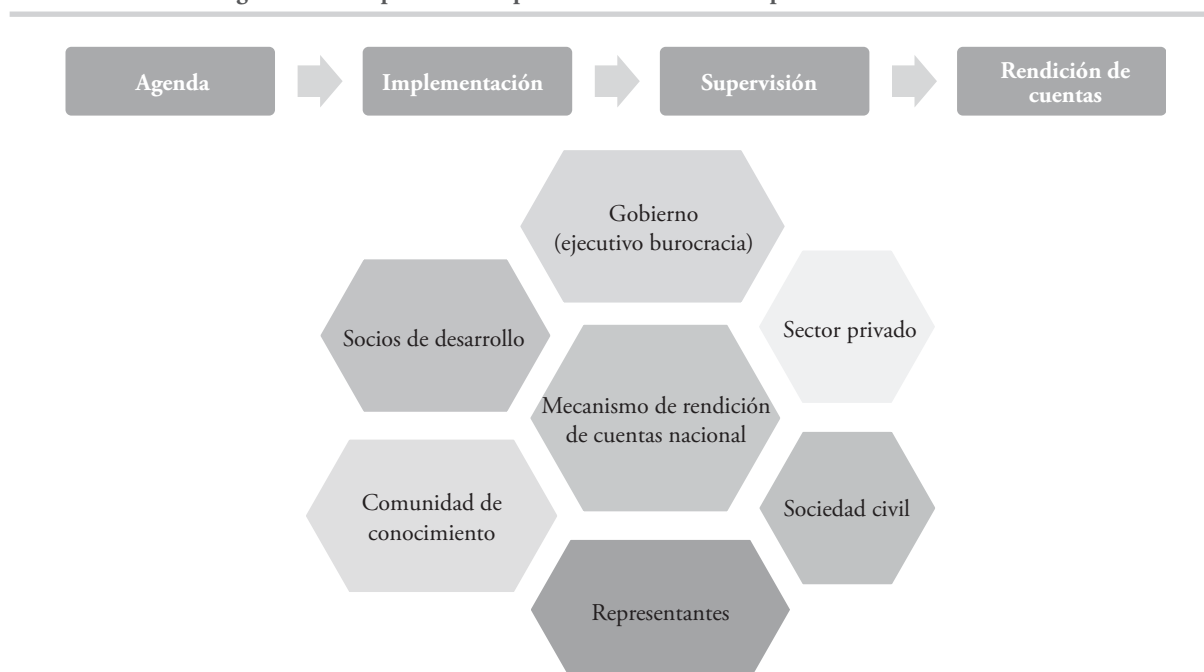 Agenda
Implementación
Supervisión
Rendición de
cuentas
Gobierno
(ejecutivo burocracia)
Socios de desarrollo
Sector privado
Mecanismo de rendición
de cuentas nacional
Comunidad de
conocimiento
Sociedad civil
Representantes